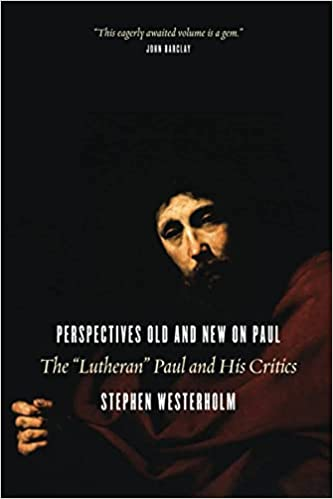 "This eagerly awaited volume is a gem."
JOHN BARCLAY
PERSPECTIVES OLD AND NEW ON PAUL
The "Lutheran" Paul and His Critics
STEPHEN WESTERHOLM